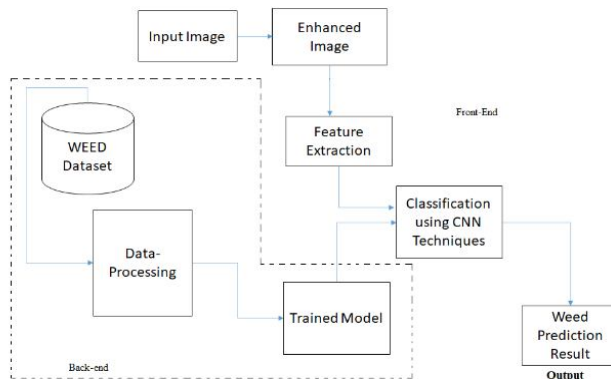 Input Image
Enhanced
Image
WEED
Dataset
Feature
Extraction
Front-End
Classification
using CNN
Techniques
Data-
Processing
Trained Model
Weed
Prediction
Result
Back-end
Output